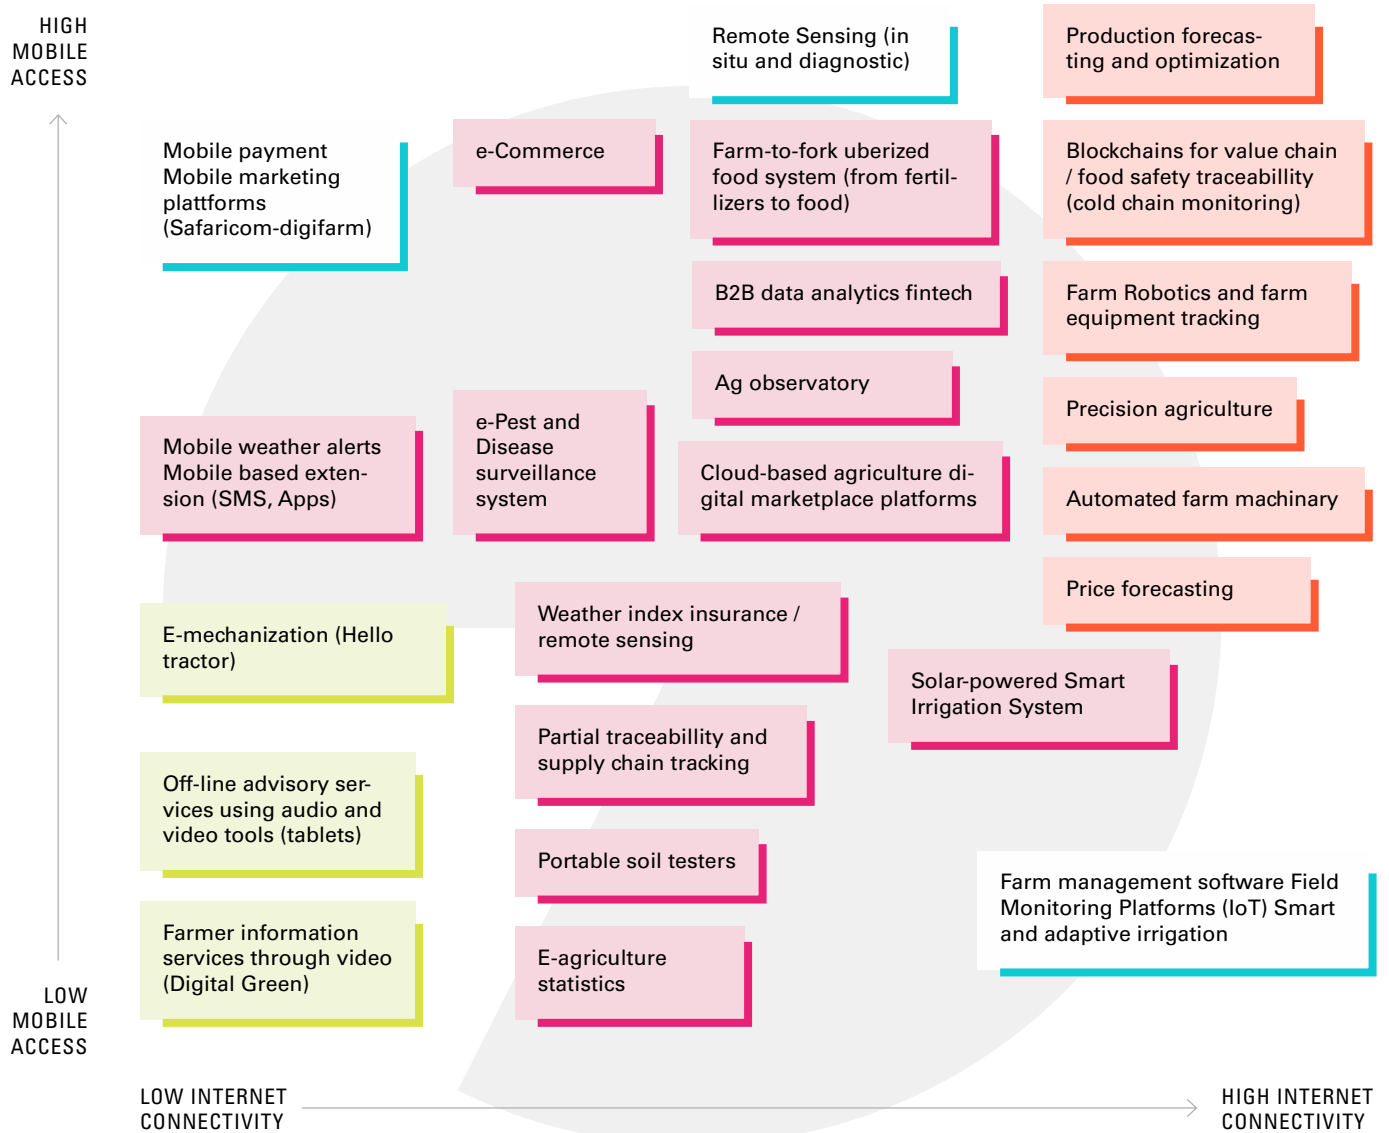 HIGH
MOBILE
ACCESS
Remote Sensing (in
situ and diagnostic)
Production forecas-
ting and optimization
Mobile payment
Mobile marketing
plattforms
(Safaricom-digifarm)
e-Commerce
Farm-to-fork uberized
food system (from fertil-
lizers to food)
Blockchains for value chain
/ food safety traceabillity
(cold chain monitoring)
B2B data analytics fintech
Farm Robotics and farm
equipment tracking
Ag observatory
Precision agriculture
Mobile weather alerts
Mobile based exten-
sion (SMS, Apps)
e-Pest and
Disease
surveillance
system
Cloud-based agriculture di-
gital marketplace platforms
Automated farm machinary
Price forecasting
E-mechanization (Hello
tractor)
Weather index insurance /
remote sensing
Solar-powered Smart
Irrigation System
Partial traceabillity and
supply chain tracking
Off-line advisory ser-
vices using audio and
video tools (tablets)
Portable soil testers
Farm management software Field
Monitoring Platforms (IoT) Smart
and adaptive irrigation
Farmer information
services through video
(Digital Green)
E-agriculture
statistics
LOW
MOBILE
ACCESS
LOW INTERNET
CONNECTIVITY
HIGH INTERNET
CONNECTIVITY